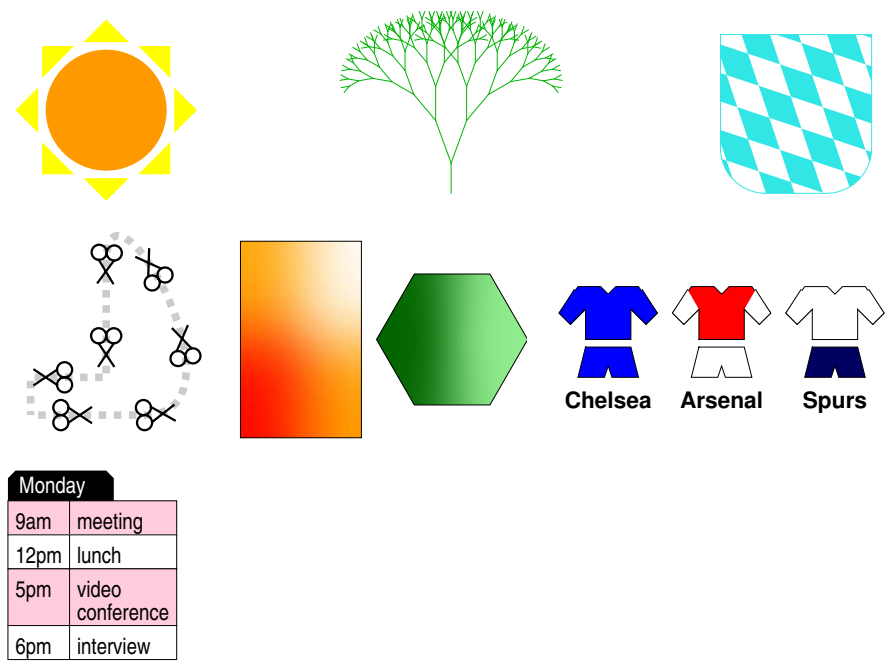 Chelsea Arsenal Spurs
Monday
9am meeting
12pm lunch
5pm video
conference
6pm interview